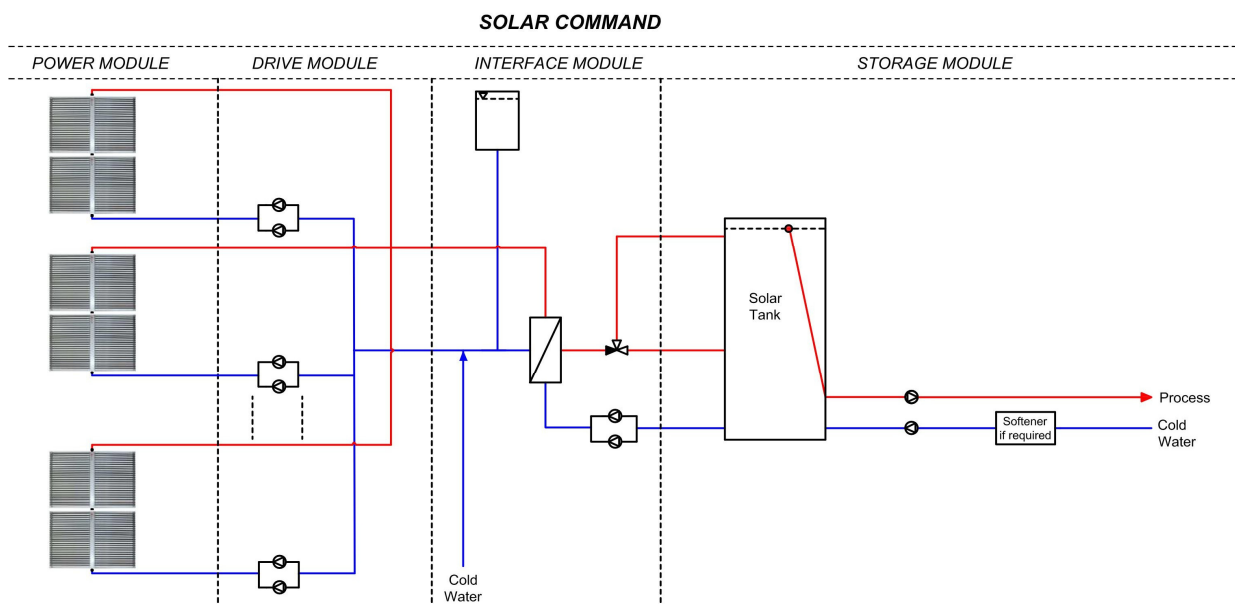 SOLAR COMMAND
POWER MODULE
DRIVE MODULE
INTERFACE MODULE
STORAGE MODULE
Solar
Tank
Process
Softener
if required
Cold
Water
Cold
Water